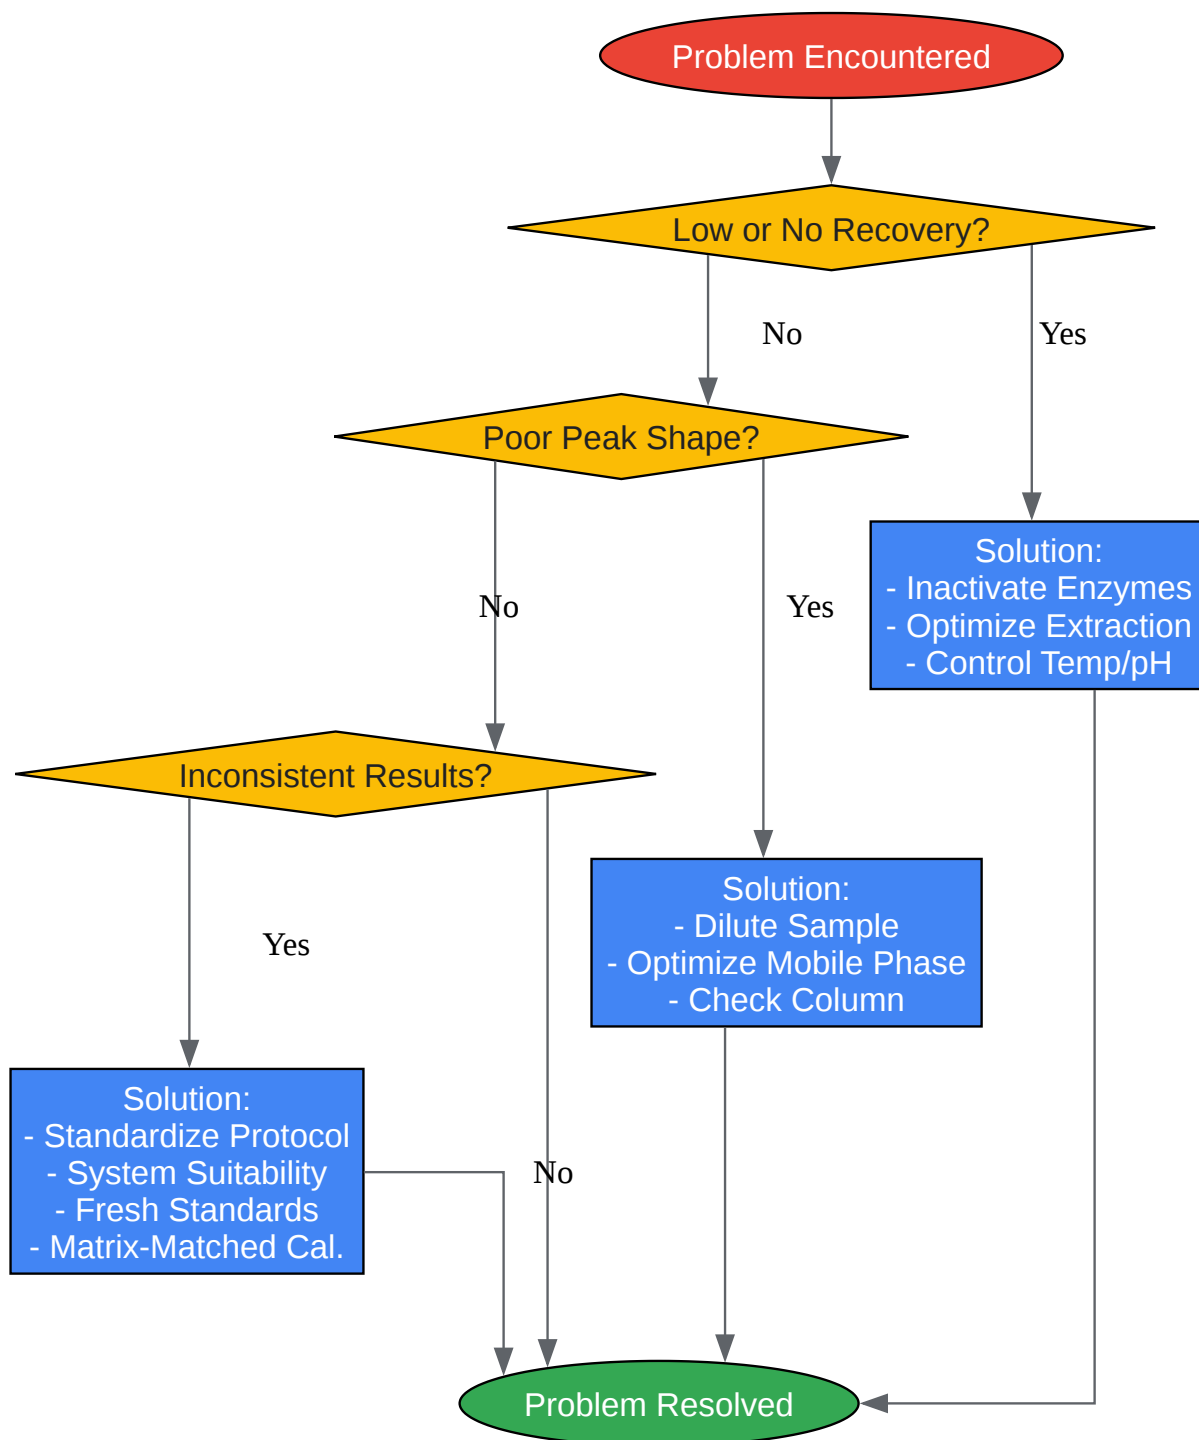 Problem Encountered
Low or No Recovery?
No
Yes
Poor Peak Shape?
Solution:
- Inactivate Enzymes
- Optimize Extraction
- Control Temp/pH
No
Yes
Inconsistent Results?
Solution:
- Dilute Sample
- Optimize Mobile Phase
- Check Column
Yes
Solution:
- Standardize Protocol
- System Suitability
- Fresh Standards
- Matrix-Matched Cal.
No
Problem Resolved